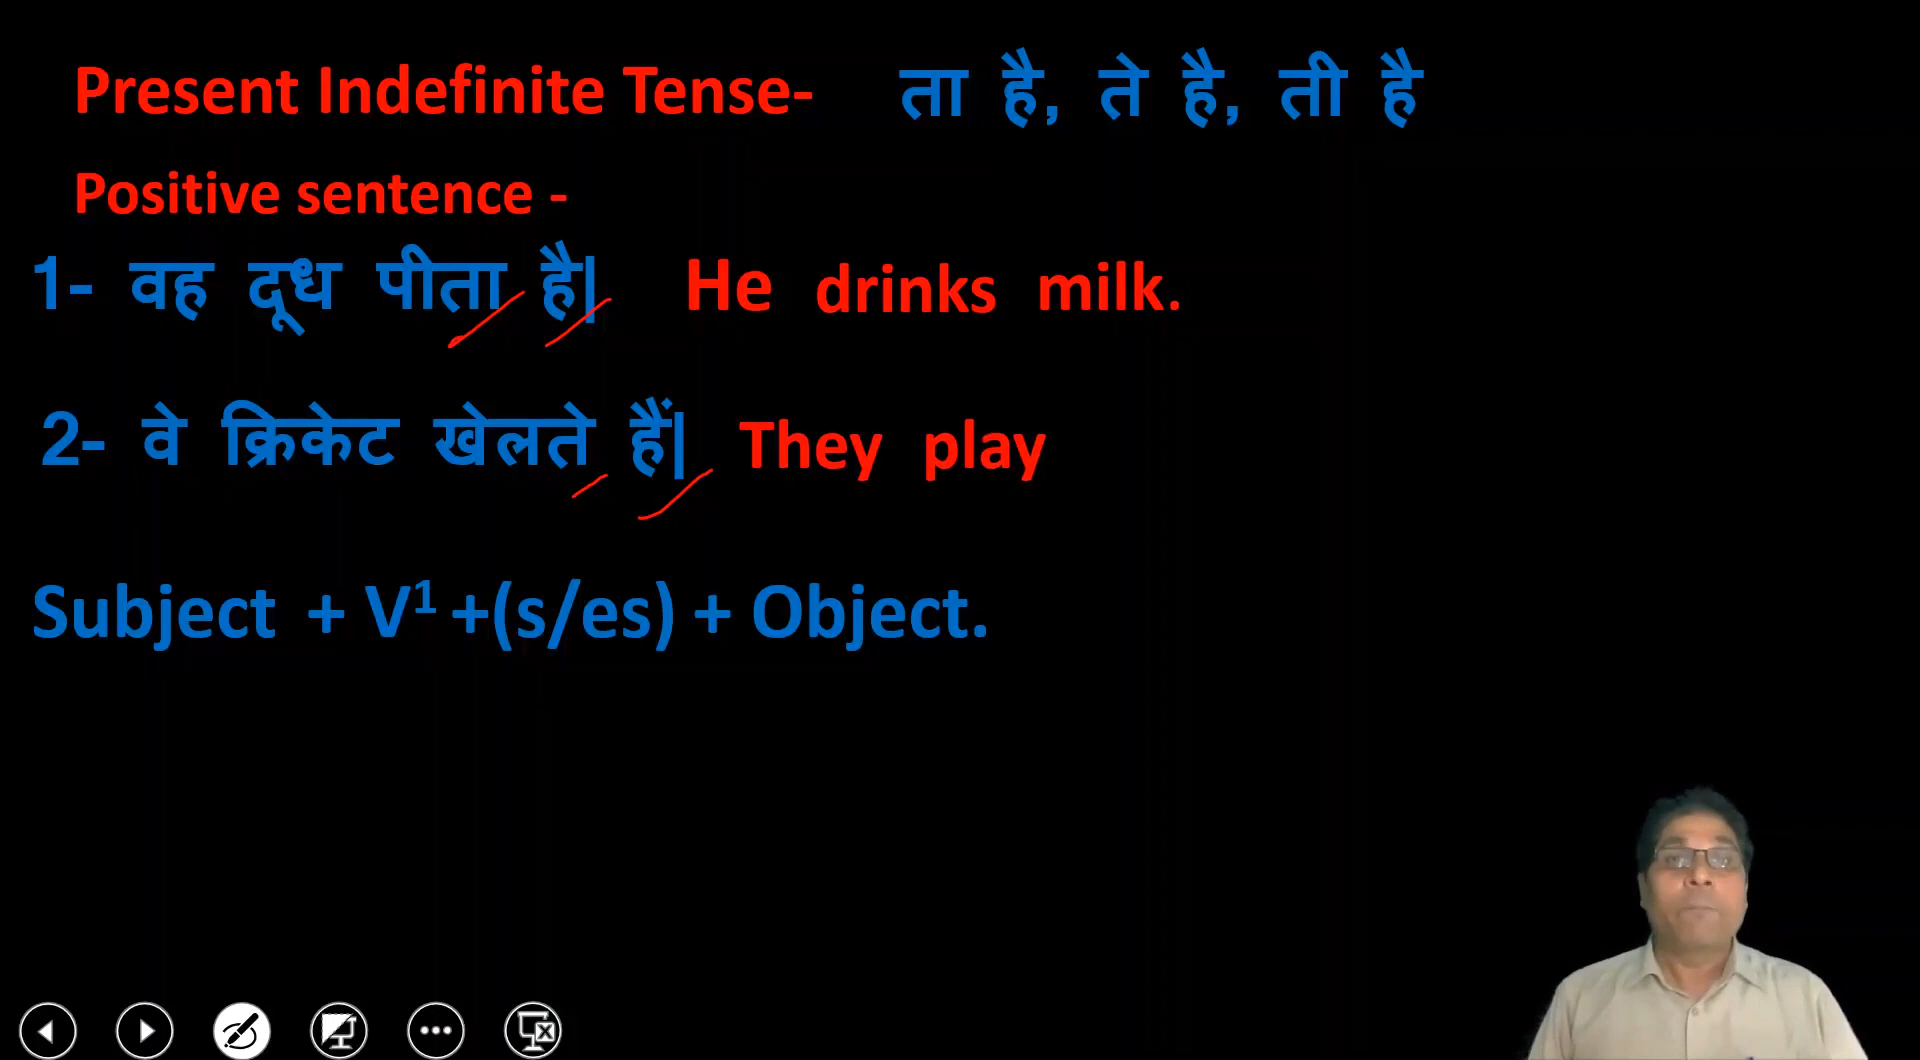 Present Indefinite Tense- ता है, ते है, ती है
Positive sentence -
1- वह दूध पीता है| He drinks milk.
2- वे क्रिकेट खेलते हैं| They play
Subject + V¹ +(s/es) + Object.